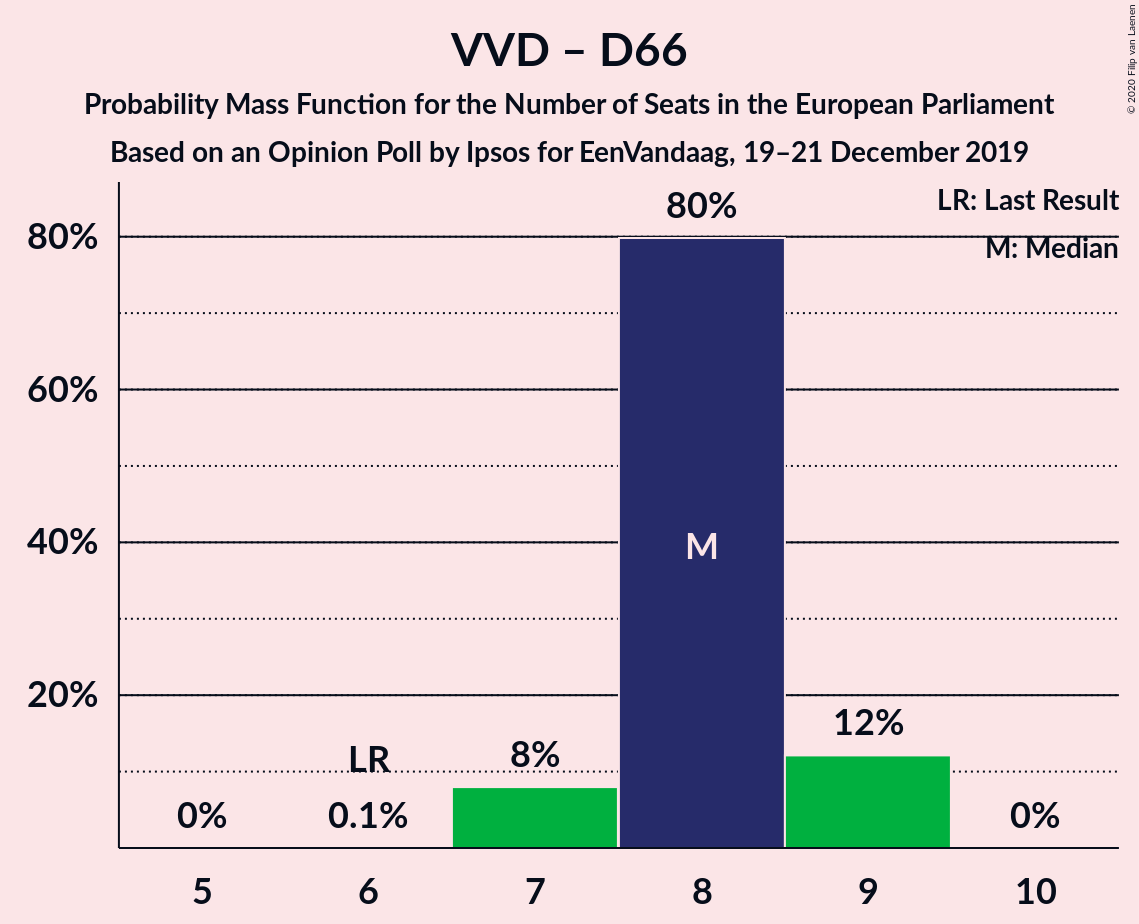 VVD – D66
Probability Mass Function for the Number of Seats in the European Parliament
Based on an Opinion Poll by Ipsos for EenVandaag, 19–21 December 2019
© 2020 Filip van Laenen
LR: Last Result
M: Median
80%
60%
40%
20%
0%
LR
0.1%
8%
80%
M
12%
0%
5 6 7 8 9 10